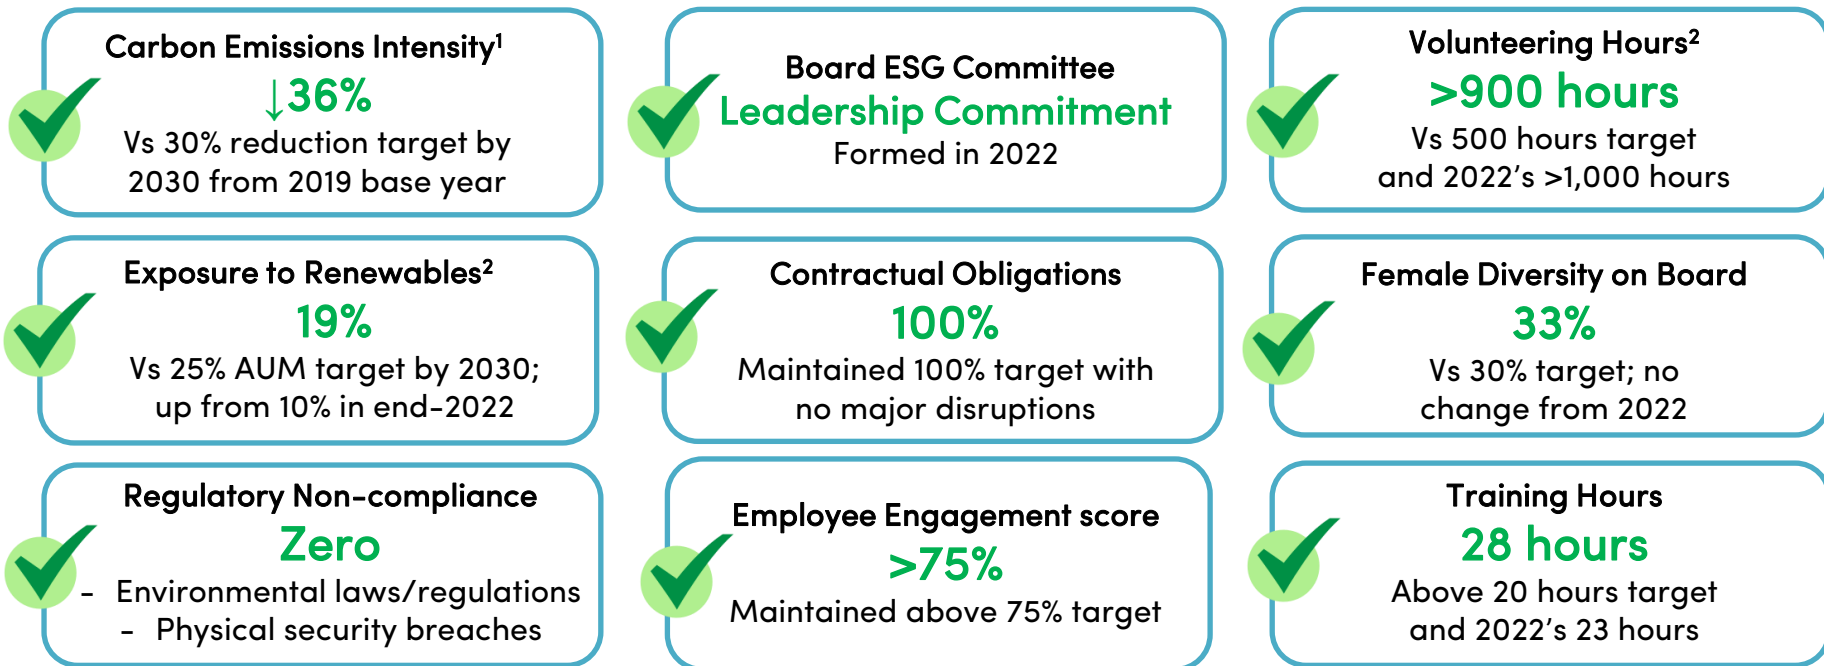 Carbon Emissions Intensity¹
↓36%
Vs 30% reduction target by
2030 from 2019 base year
Board ESG Committee
Leadership Commitment
Formed in 2022
Volunteering Hours²
>900 hours
Vs 500 hours target
and 2022's >1,000 hours
Exposure to Renewables²
19%
Vs 25% AUM target by 2030;
up from 10% in end-2022
Contractual Obligations
100%
Maintained 100% target with
no major disruptions
Female Diversity on Board
33%
Vs 30% target; no
change from 2022
Regulatory Non-compliance
Zero
- Environmental laws/regulations
- Physical security breaches
Employee Engagement score
>75%
Maintained above 75% target
Training Hours
28 hours
Above 20 hours target
and 2022's 23 hours